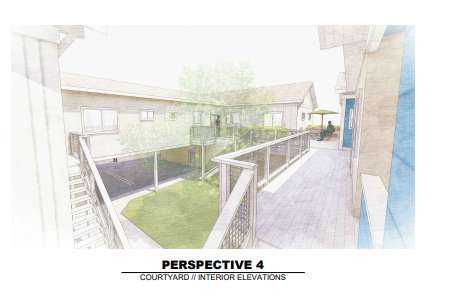 PERSPECTIVE 4
COURTYARD // INTERIOR ELEVATIONS